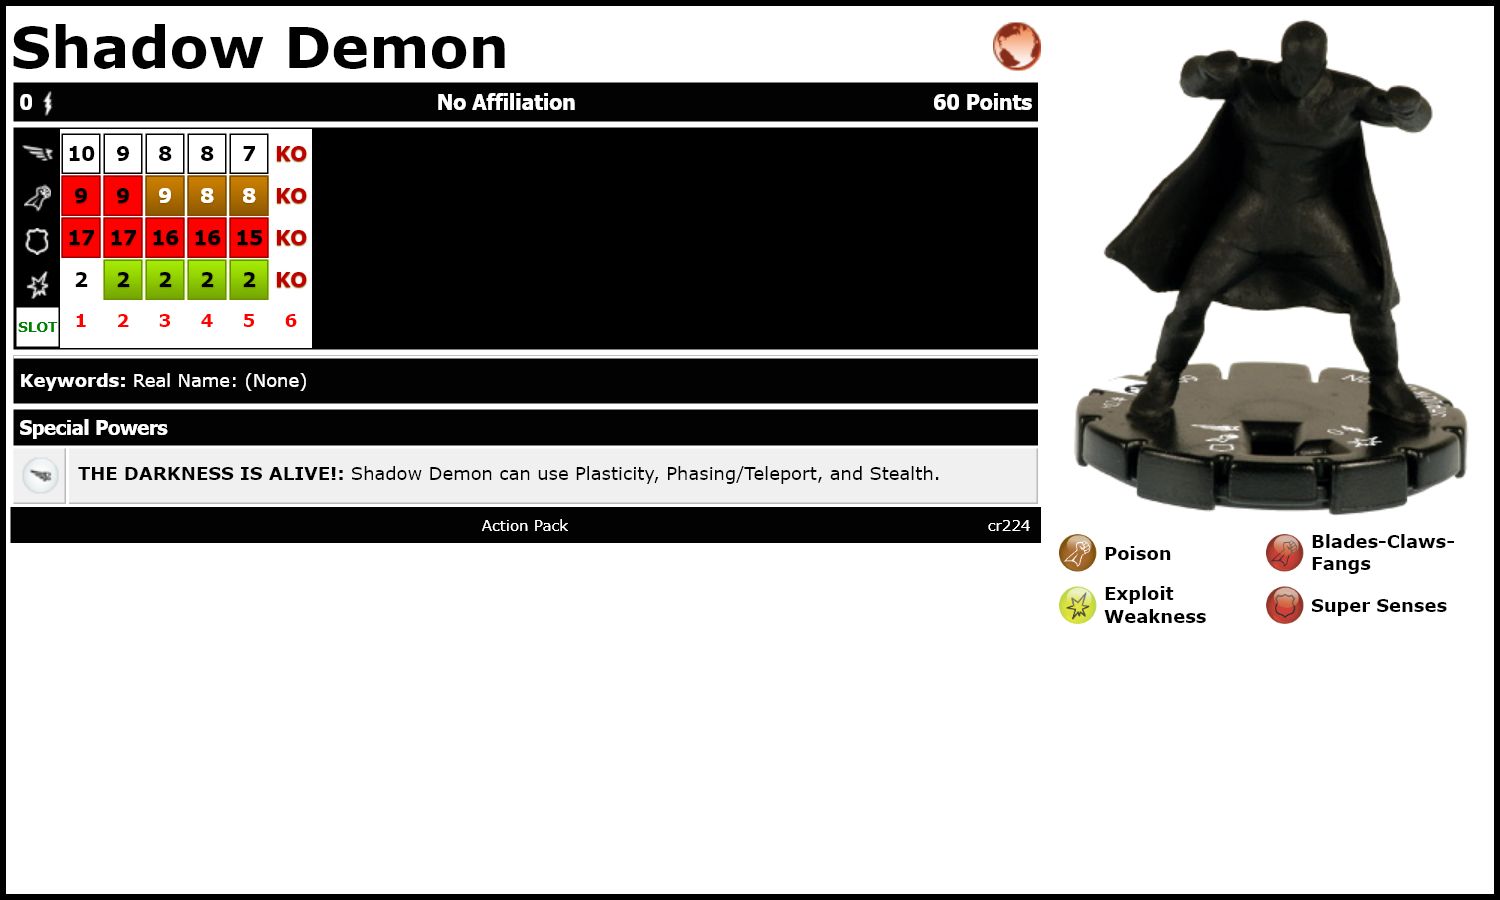 Shadow Demon
0 No Affiliation 60 Points
10 9 8 8 7 KO
9 9 9 8 8 KO
17 17 16 16 15 KO
2 2 2 2 2 KO
SLOT 1 2 3 4 5 6
Keywords: Real Name: (None)
Special Powers
THE DARKNESS IS ALIVE!: Shadow Demon can use Plasticity, Phasing/Teleport, and Stealth.
Action Pack cr224
Poison
Blades-Claws-
Fangs
Exploit
Weakness
Super Senses